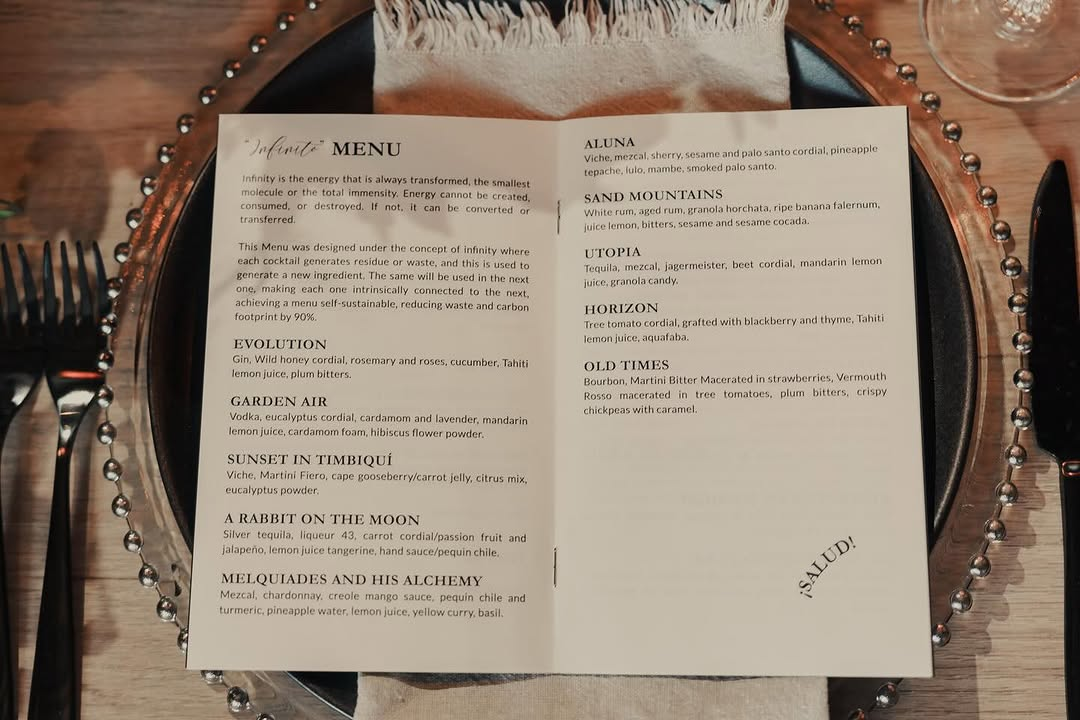 "Infinito" MENU
Infinity is the energy that is always transformed, the smallest
molecule or the total immensity. Energy cannot be created,
consumed, or destroyed. If not, it can be converted or
transferred.
This Menu was designed under the concept of infinity where
each cocktail generates residue or waste, and this is used to
generate a new ingredient. The same will be used in the next
one, making each one intrinsically connected to the next,
achieving a menu self-sustainable, reducing waste and carbon
footprint by 90%.
EVOLUTION
Gin, Wild honey cordial, rosemary and roses, cucumber, Tahiti
lemon juice, plum bitters.
GARDEN AIR
Vodka, eucalyptus cordial, cardamom and lavender, mandarin
lemon juice, cardamom foam, hibiscus flower powder.
SUNSET IN TIMBIQUÍ
Viche, Martini Fiero, cape gooseberry/carrot jelly, citrus mix,
eucalyptus powder.
A RABBIT ON THE MOON
Silver tequila, liqueur 43, carrot cordial/passion fruit and
jalapeño, lemon juice tangerine, hand sauce/pequin chile.
MELQUIADES AND HIS ALCHEMY
Mezcal, chardonnay, creole mango sauce, pequin chile and
turmeric, pineapple water, lemon juice, yellow curry, basil.
ALUNA
Viche, mezcal, sherry, sesame and palo santo cordial, pineapple
tepache, lulo, mambe, smoked palo santo.
SAND MOUNTAINS
White rum, aged rum, granola horchata, ripe banana falernum,
juice lemon, bitters, sesame and sesame cocada.
UTOPIA
Tequila, mezcal, jagermeister, beet cordial, mandarin lemon
juice, granola candy.
HORIZON
Tree tomato cordial, grafted with blackberry and thyme, Tahiti
lemon juice, aquafaba.
OLD TIMES
Bourbon, Martini Bitter Macerated in strawberries, Vermouth
Rosso macerated in tree tomatoes, plum bitters, crispy
chickpeas with caramel.
¡SALUD!